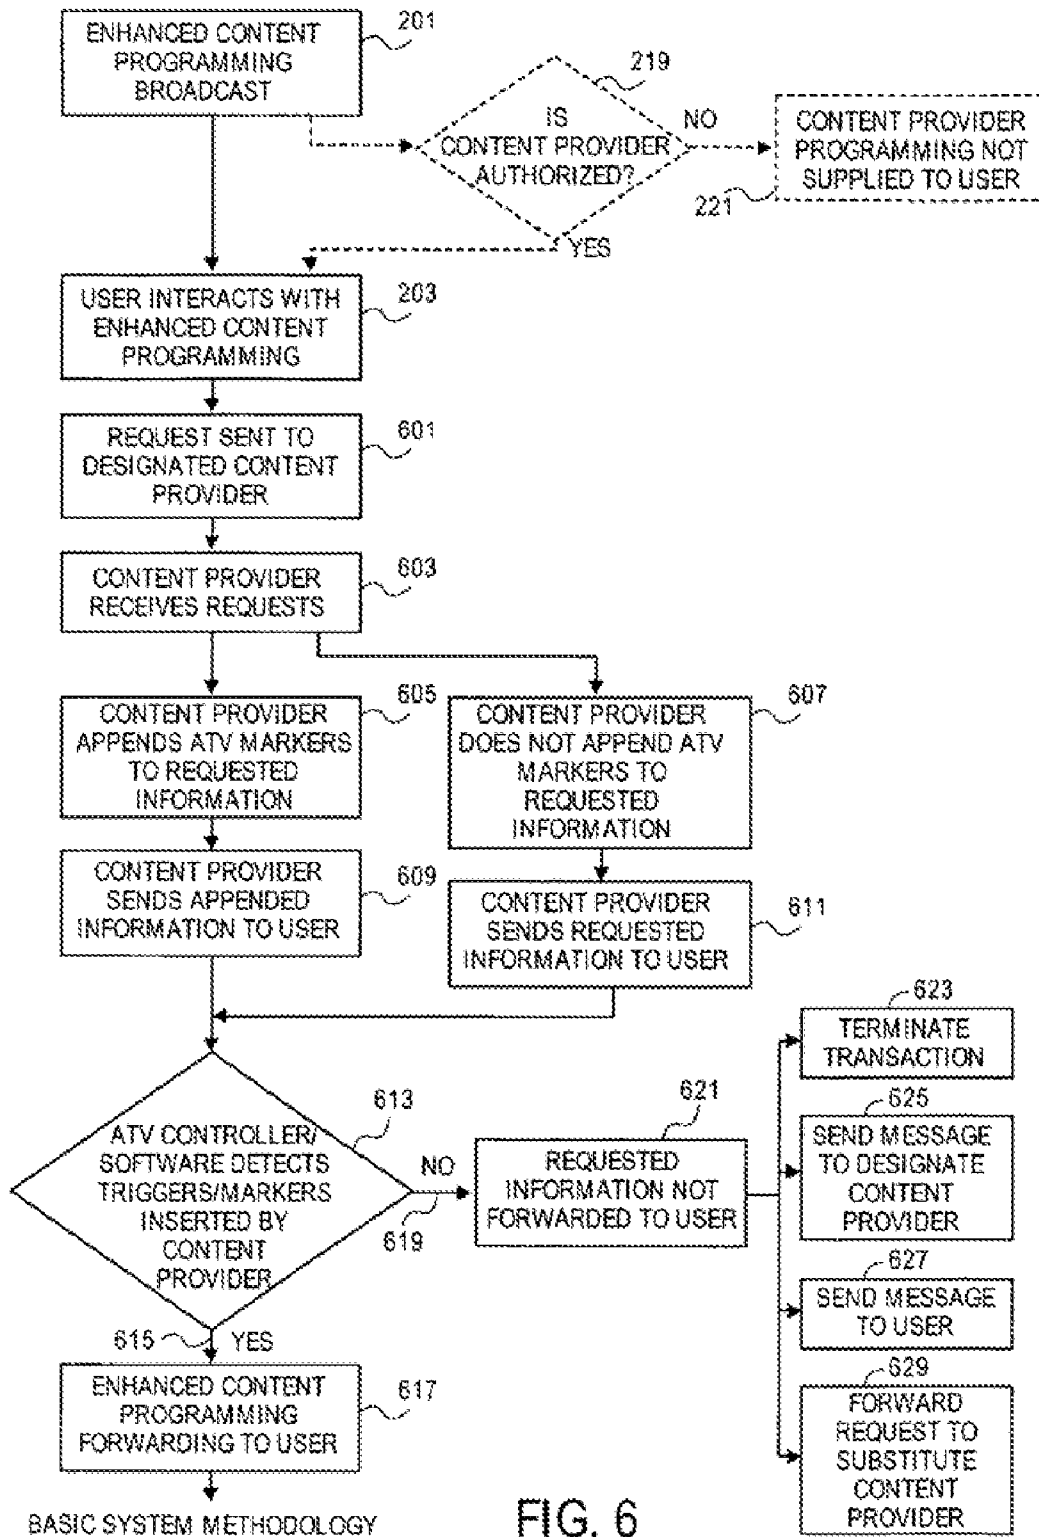 ENHANCED CONTENT
PROGRAMMING
BROADCAST
201
IS
CONTENT PROVIDER
AUTHORIZED?
219
NO
CONTENT PROVIDER
PROGRAMMING NOT
SUPPLIED TO USER
221
YES
USER INTERACTS WITH
ENHANCED CONTENT
PROGRAMMING
203
REQUEST SENT TO
DESIGNATED CONTENT
PROVIDER
601
CONTENT PROVIDER
RECEIVES REQUESTS
603
CONTENT PROVIDER
APPENDS ATV MARKERS
TO REQUESTED
INFORMATION
605
CONTENT PROVIDER
DOES NOT APPEND ATV
MARKERS TO
REQUESTED
INFORMATION
607
CONTENT PROVIDER
SENDS APPENDED
INFORMATION TO USER
609
CONTENT PROVIDER
SENDS REQUESTED
INFORMATION TO USER
611
ATV CONTROLLER/
SOFTWARE DETECTS
TRIGGERS/MARKERS
INSERTED BY
CONTENT
PROVIDER
613
NO
619
REQUESTED
INFORMATION NOT
FORWARDED TO USER
621
623
TERMINATE
TRANSACTION
625
SEND MESSAGE
TO DESIGNATE
CONTENT
PROVIDER
627
SEND MESSAGE
TO USER
629
FORWARD
REQUEST TO
SUBSTITUTE
CONTENT
PROVIDER
615
YES
ENHANCED CONTENT
PROGRAMMING
FORWARDING TO USER
617
BASIC SYSTEM METHODOLOGY
FIG. 6